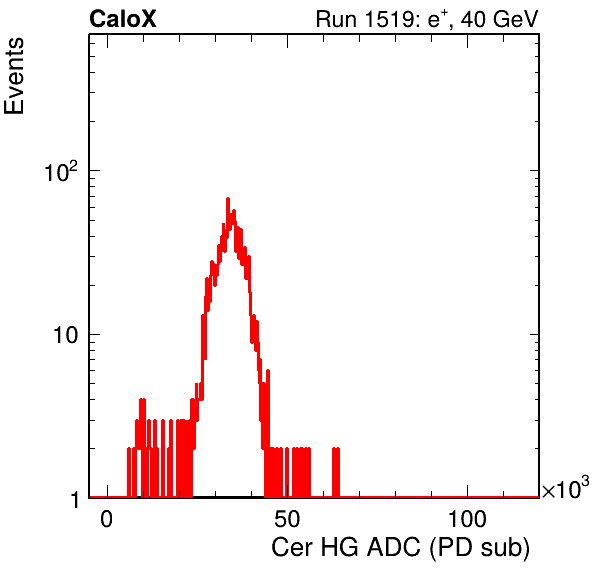 CaloX Run 1519: e⁺, 40 GeV
Events
10²
10
1
0 50 100 ×10³
Cer HG ADC (PD sub)